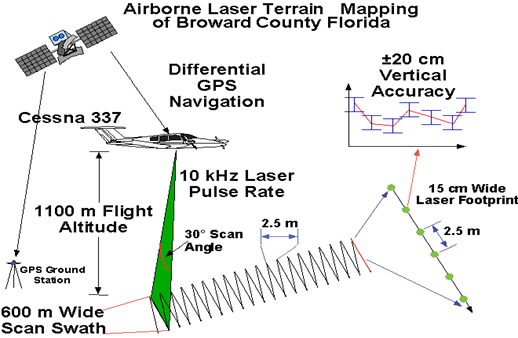 Airborne Laser Terrain Mapping
of Broward County Florida
Differential
GPS
Navigation
±20 cm
Vertical
Accuracy
Cessna 337
10 kHz Laser
Pulse Rate
15 cm Wide
Laser Footprint
1100 m Flight
Altitude
30° Scan
Angle
2.5 m
2.5 m
GPS Ground
Station
600 m Wide
Scan Swath